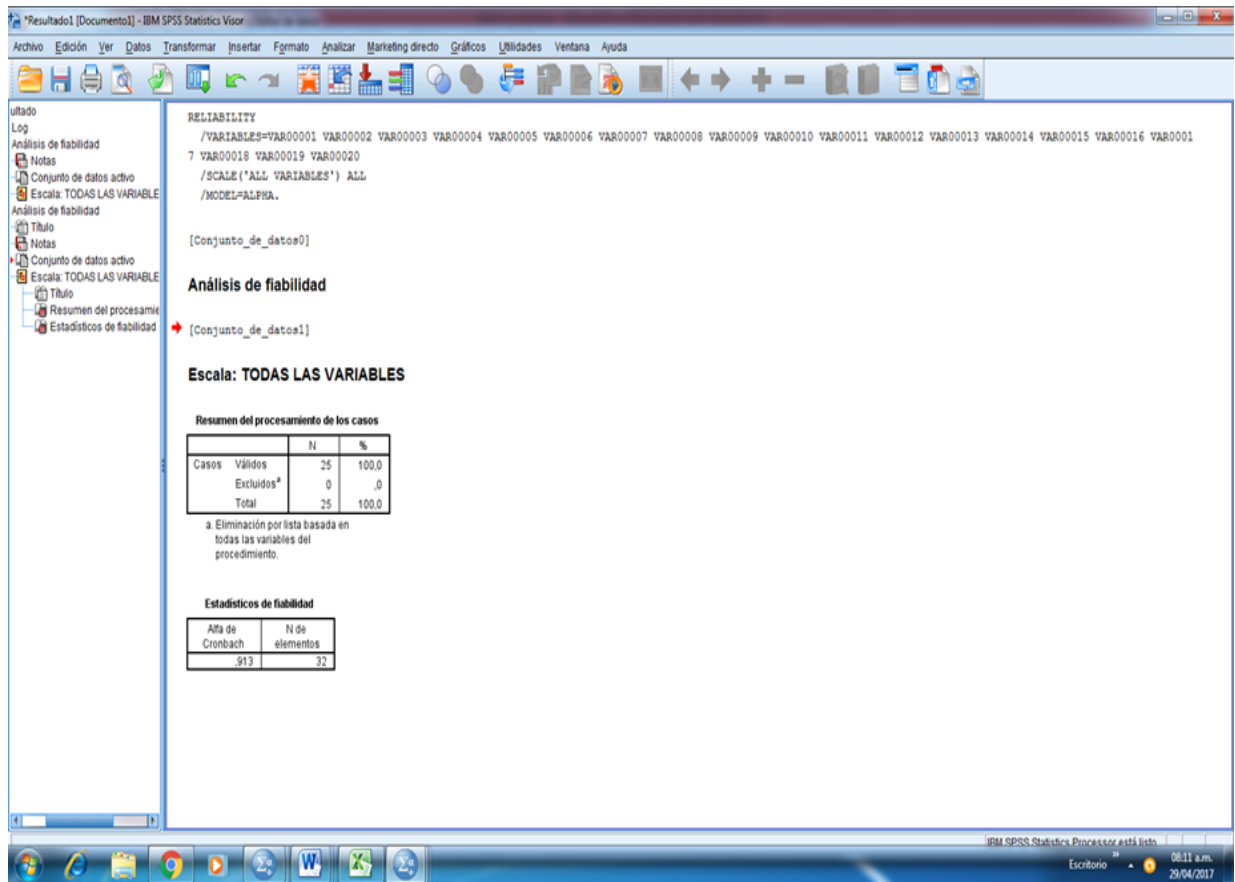 *Resultado1 [Documento1] - IBM SPSS Statistics Visor
Archivo Edición Ver Datos Transformar Insertar Formato Analizar Marketing directo Gráficos Utilidades Ventana Ayuda
ultado
Log
Análisis de fiabilidad
Notas
Conjunto de datos activo
Escala: TODAS LAS VARIABLE
Análisis de fiabilidad
Título
Notas
Conjunto de datos activo
Escala: TODAS LAS VARIABLE
Título
Resumen del procesamie
Estadísticos de fiabilidad
RELIABILITY
/VARIABLES=VAR00001 VAR00002 VAR00003 VAR00004 VAR00005 VAR00006 VAR00007 VAR00008 VAR00009 VAR00010 VAR00011 VAR00012 VAR00013 VAR00014 VAR00015 VAR00016 VAR0001
7 VAR00018 VAR00019 VAR00020
/SCALE('ALL VARIABLES') ALL
/MODEL=ALPHA.
[Conjunto_de_datos0]
Análisis de fiabilidad
[Conjunto_de_datos1]
Escala: TODAS LAS VARIABLES
Resumen del procesamiento de los casos
N %
Casos Válidos 25 100,0
Excluidosª 0 ,0
Total 25 100,0
a. Eliminación por lista basada en
todas las variables del
procedimiento.
Estadísticos de fiabilidad
Alfa de Cronbach N de elementos
,913 32
IBM SPSS Statistics Processor está listo
Escritorio
08:11 a.m.
29/04/2017